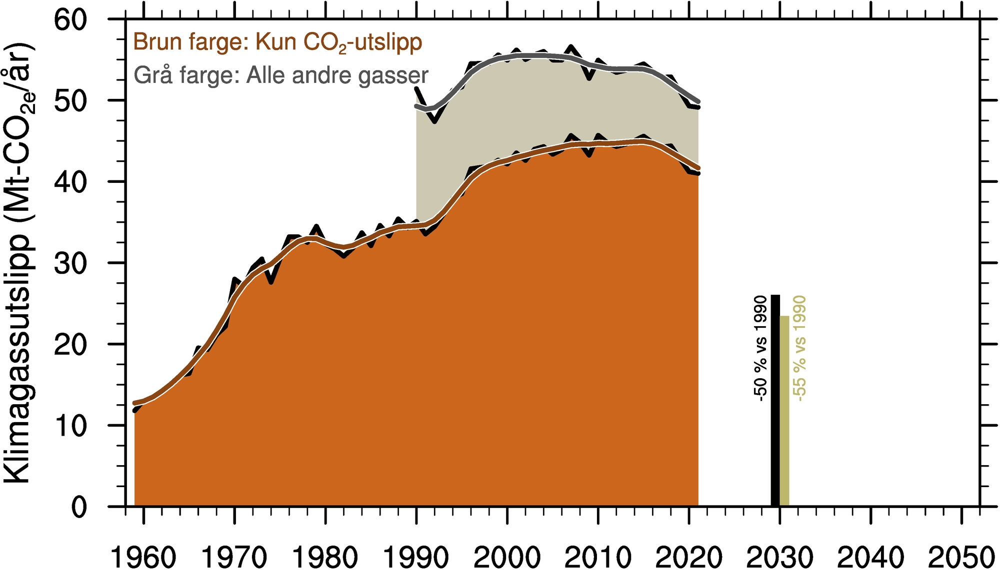 Klimagassutslipp (Mt-CO₂e/år)
60
50
40
30
20
10
0
Brun farge: Kun CO₂-utslipp
Grå farge: Alle andre gasser
-50 % vs 1990
-55 % vs 1990
1960 1970 1980 1990 2000 2010 2020 2030 2040 2050